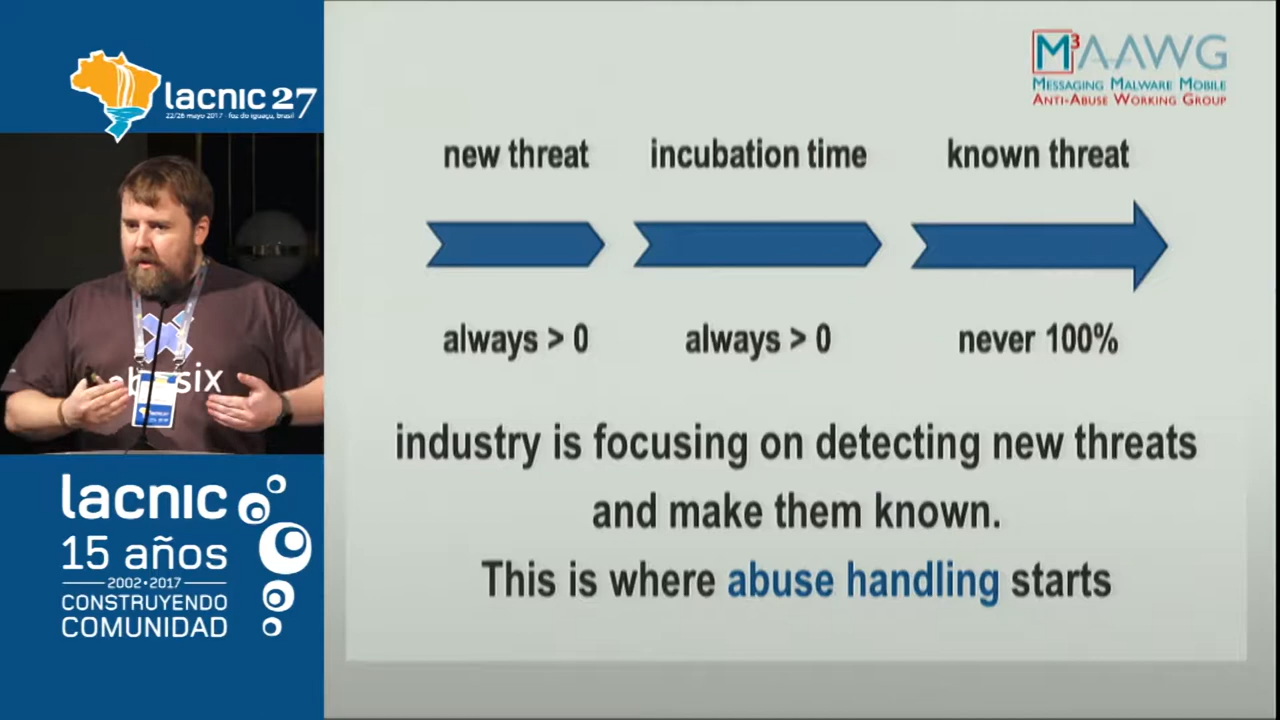 lacnic 27
22/26 mayo 2017 - foz do iguaçu, brasil
six
lacnic
15 años
2002•2017
CONSTRUYENDO
COMUNIDAD
M3AAWG
MESSAGING MALWARE MOBILE
ANTI-ABUSE WORKING GROUP
new threat
incubation time
known threat
always > 0
always > 0
never 100%
industry is focusing on detecting new threats
and make them known.
This is where abuse handling starts